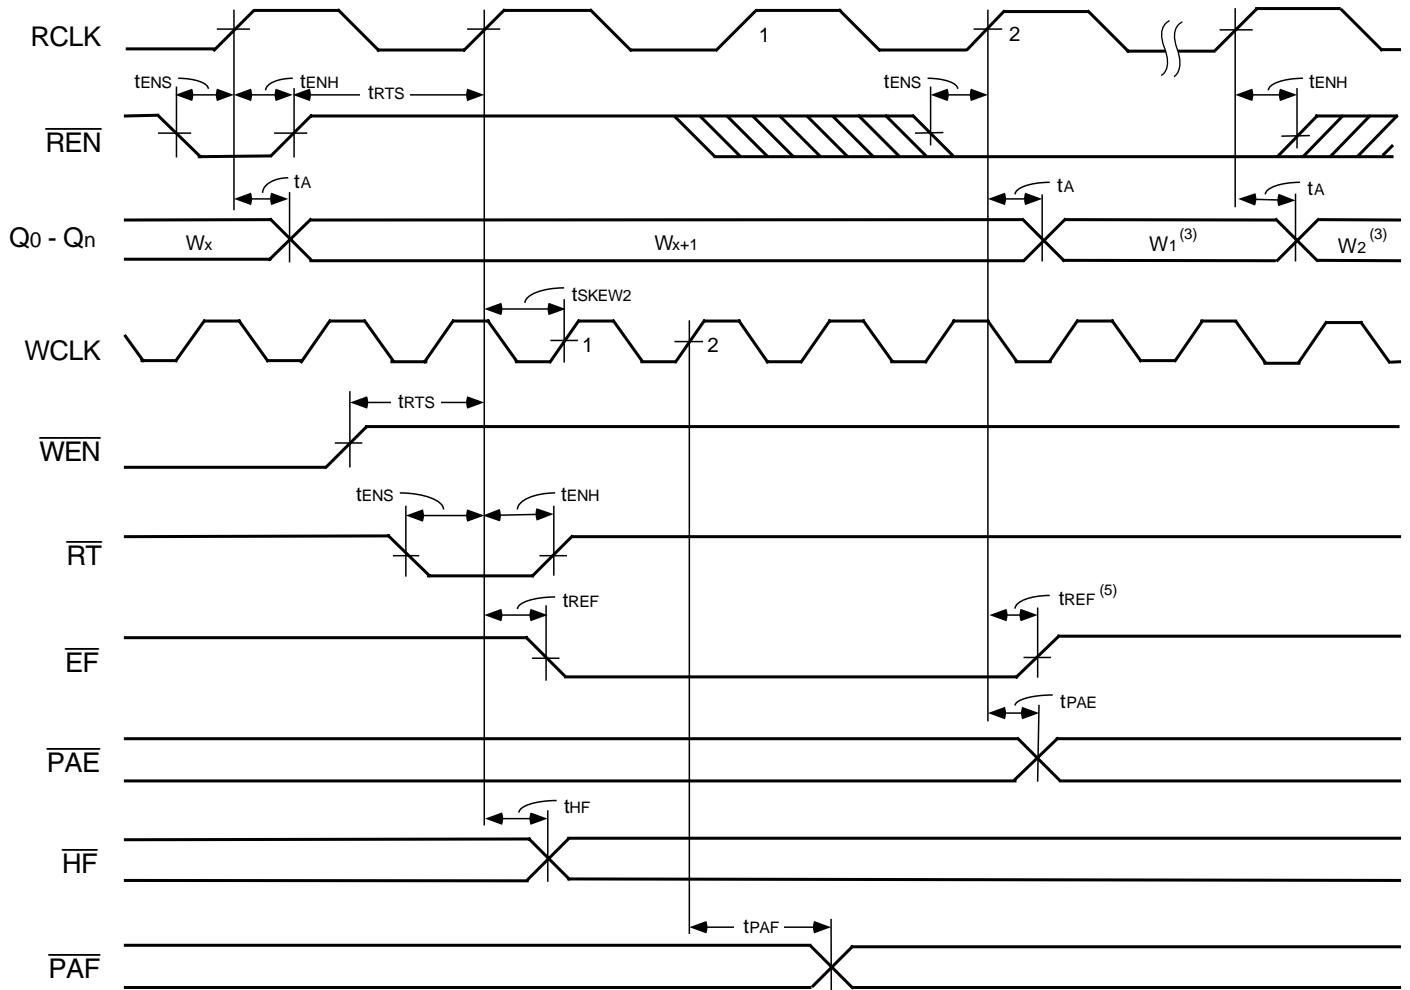 RCLK 1 2
tENS tENH tRTS tENS tENH
REN
tA tA tA
Q0 - Qn Wx Wx+1 W1(3) W2(3)
tSKEW2
WCLK 1 2
tRTS
WEN
tENS tENH
RT
tREF tREF(5)
EF
tPAE
PAE
tHF
HF
tPAF
PAF